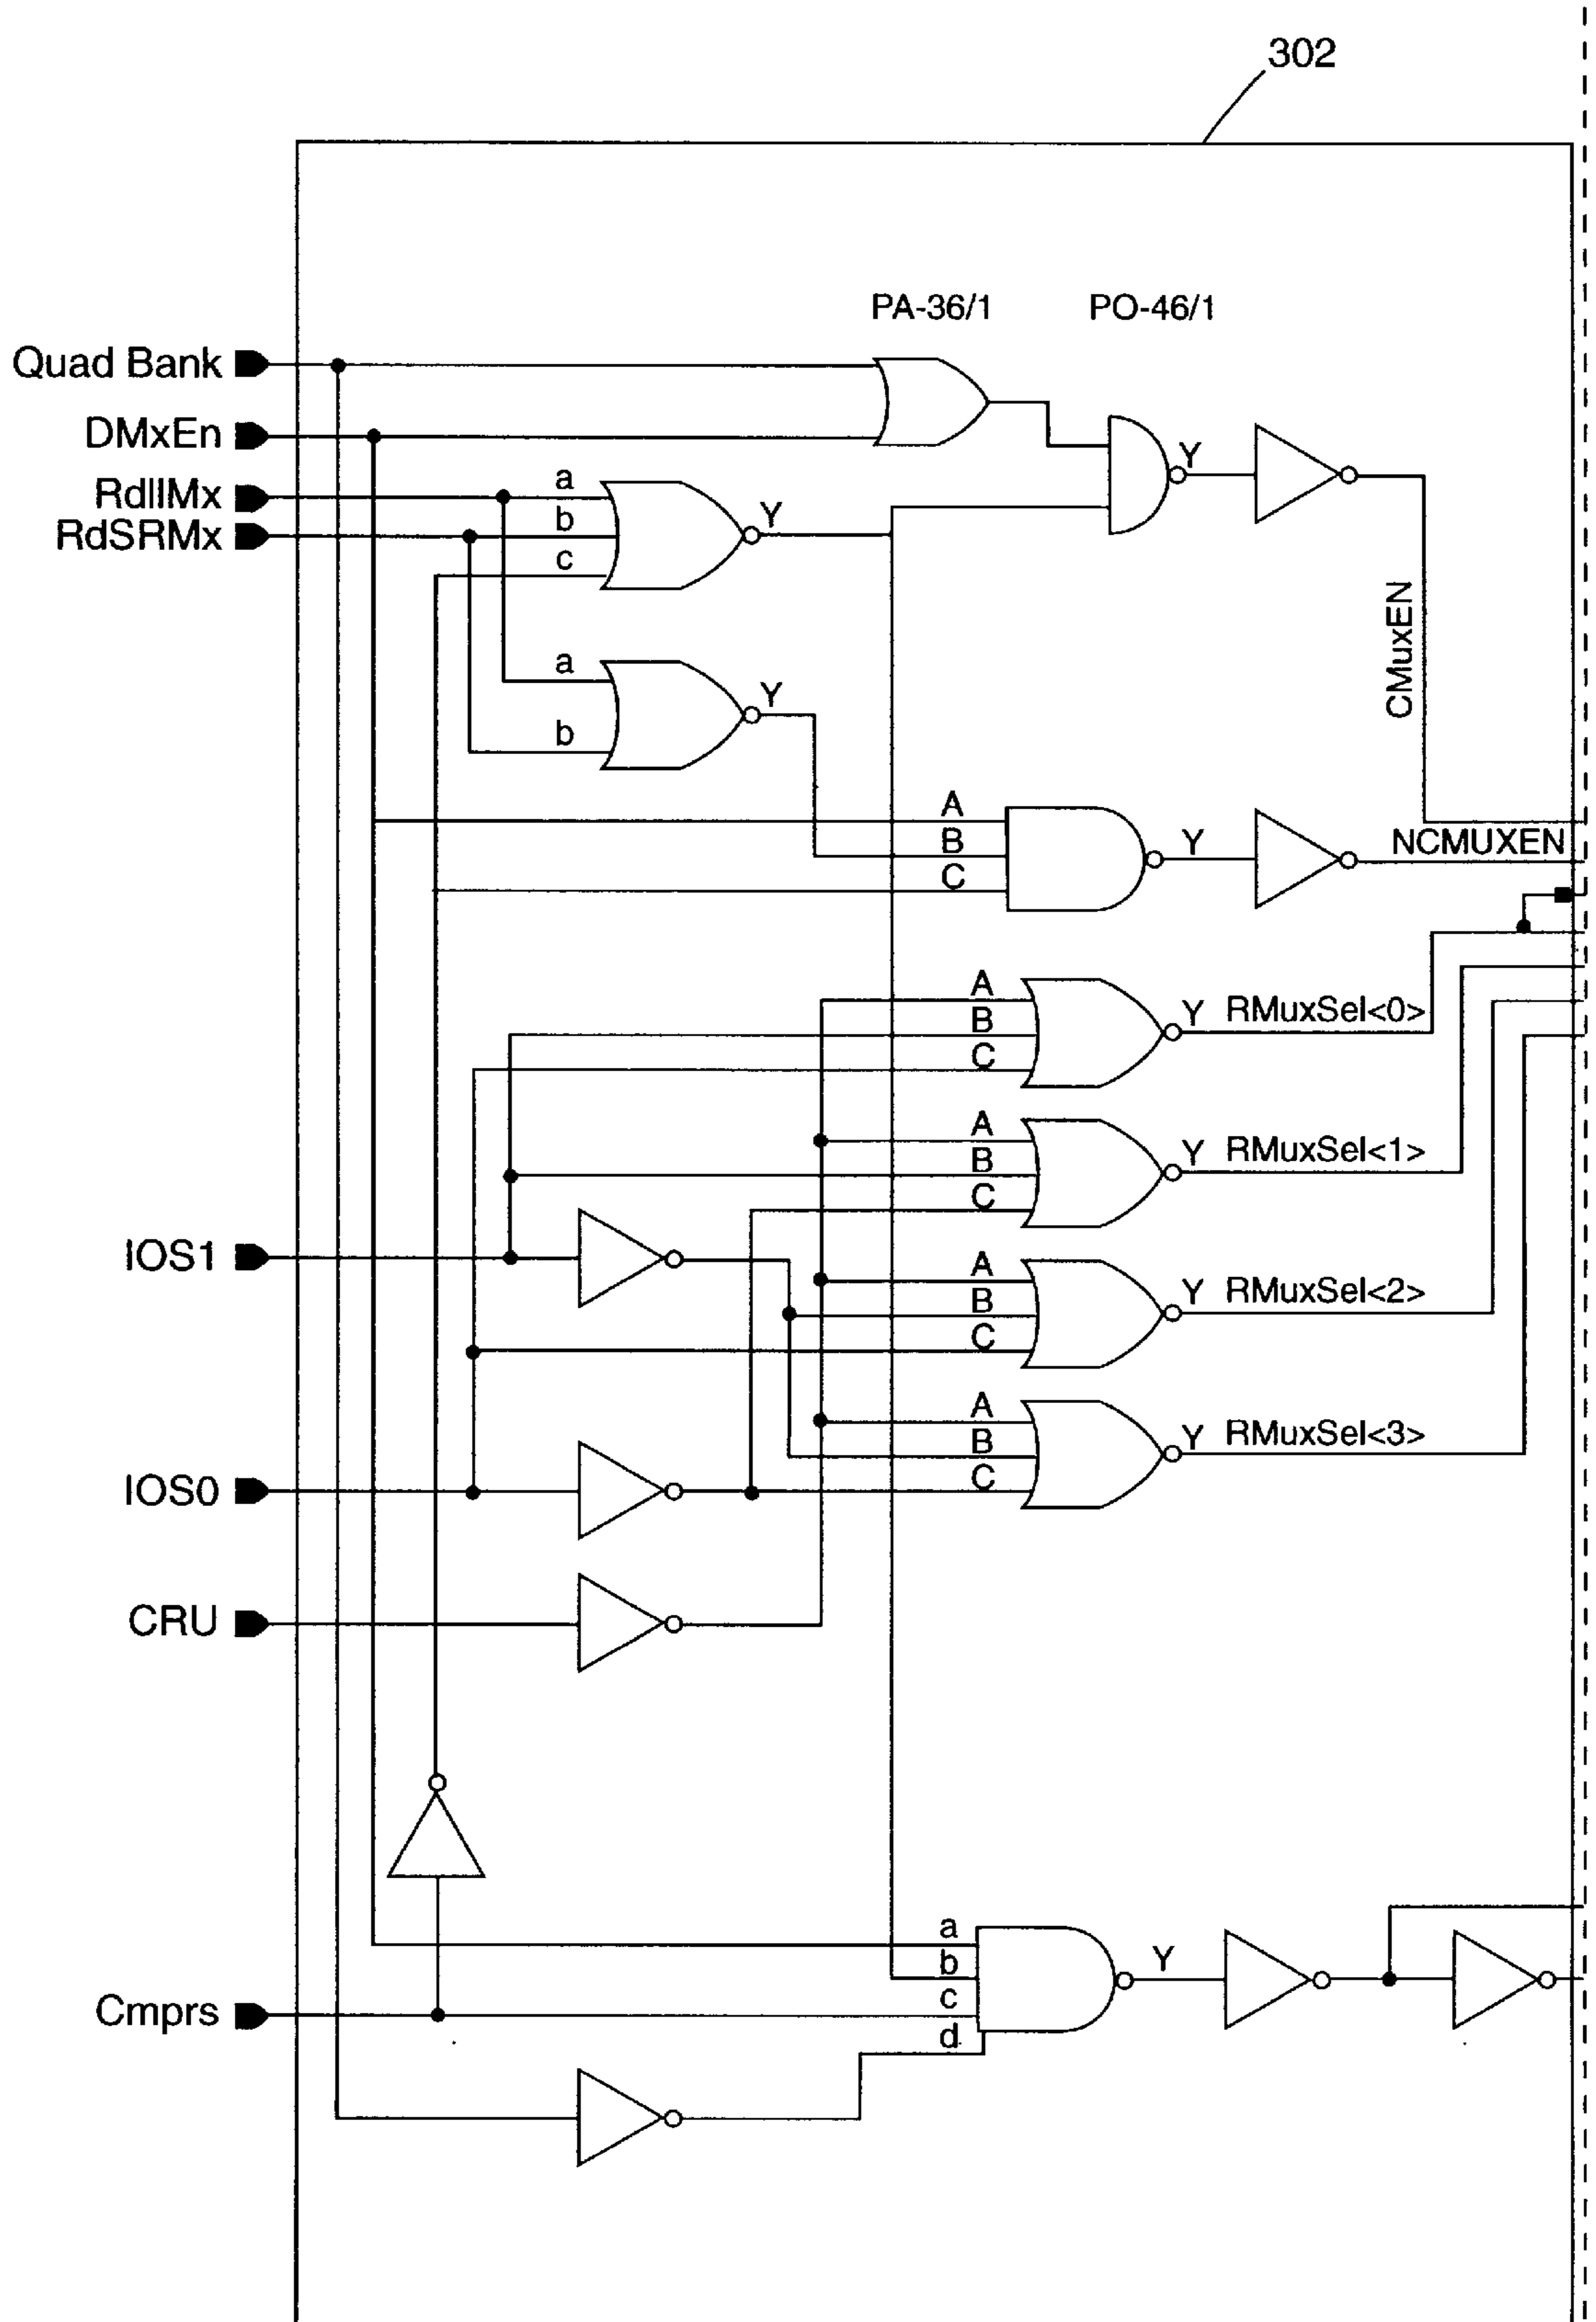 302
PA-36/1 PO-46/1
Quad Bank
DMxEn
RdIIMx a
RdSRMx b Y Y
c
CMuxEN
a Y
b
A
B Y NCMUXEN
C
A
B Y RMuxSel<0>
C
A
B Y RMuxSel<1>
C
IOS1
A
B Y RMuxSel<2>
C
A
B Y RMuxSel<3>
C
IOS0
CRU
a
b Y
c
Cmprs
d